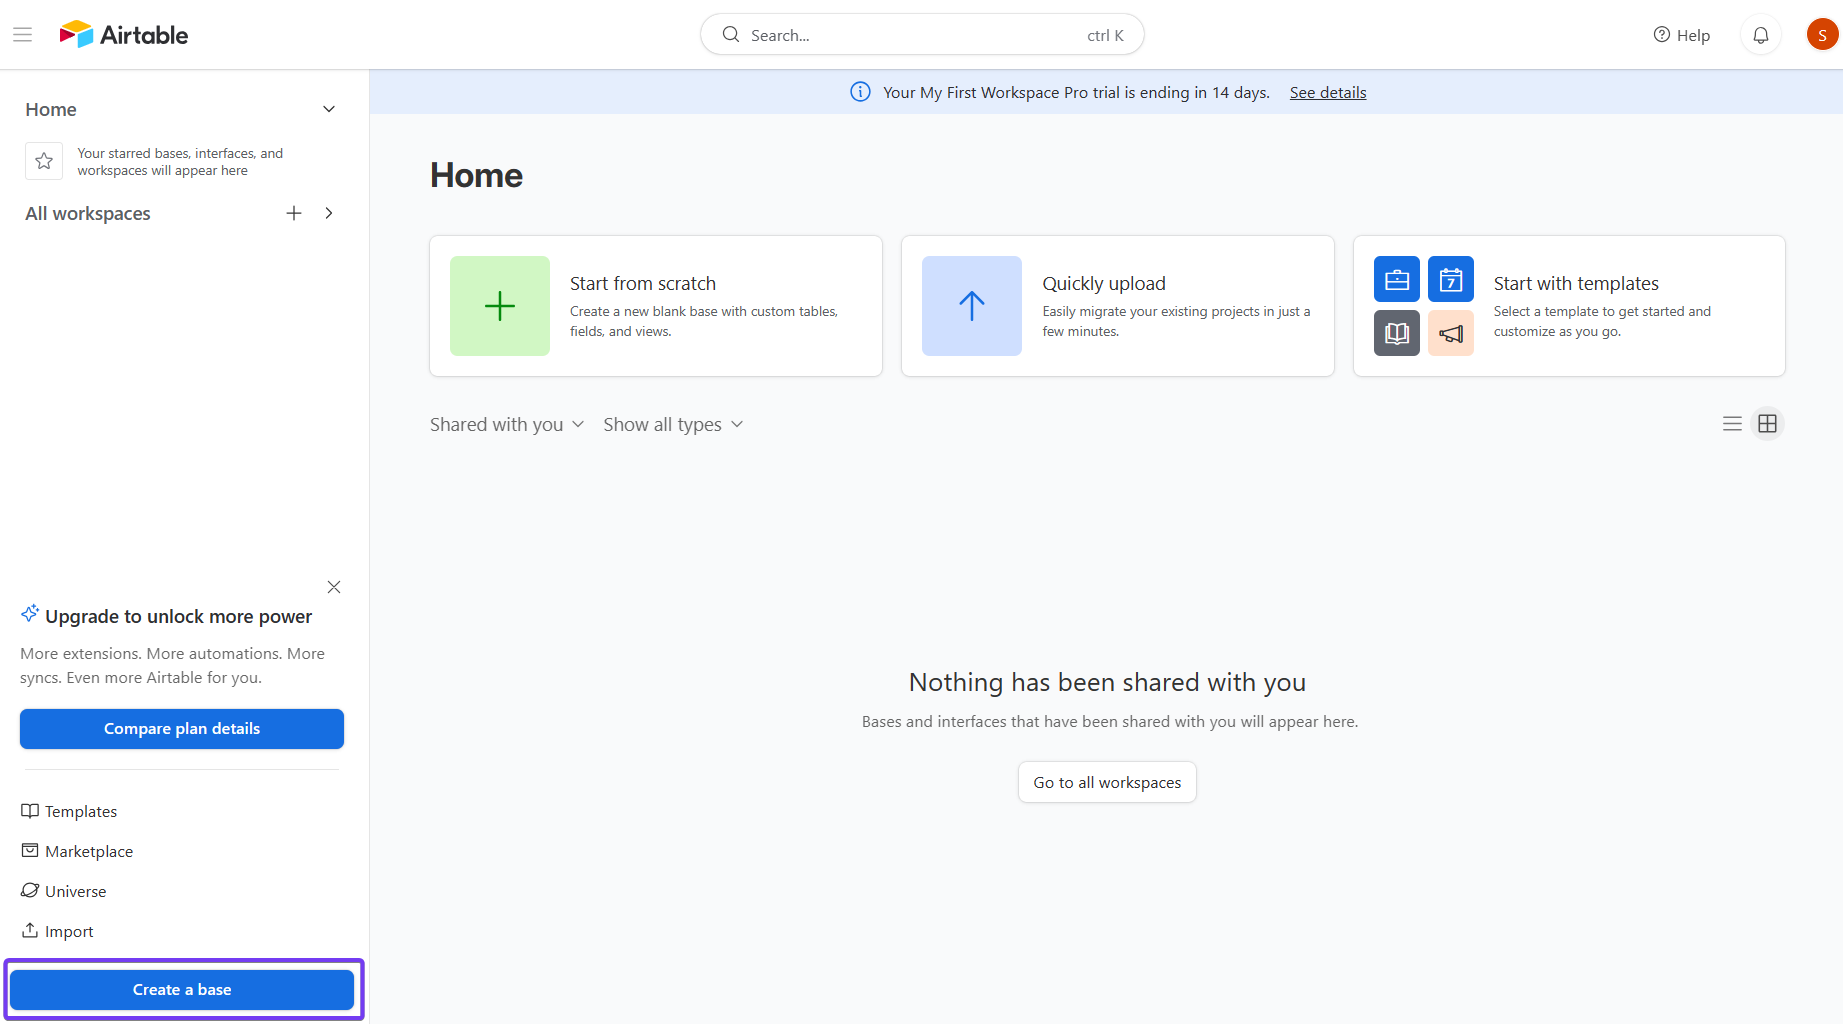 Airtable
Search...
ctrl K
Help
S
Home
Your starred bases, interfaces, and
workspaces will appear here
All workspaces
Your My First Workspace Pro trial is ending in 14 days. See details
Home
Start from scratch
Create a new blank base with custom tables,
fields, and views.
Quickly upload
Easily migrate your existing projects in just a
few minutes.
7
Start with templates
Select a template to get started and
customize as you go.
Shared with you
Show all types
Nothing has been shared with you
Bases and interfaces that have been shared with you will appear here.
Go to all workspaces
Upgrade to unlock more power
More extensions. More automations. More
syncs. Even more Airtable for you.
Compare plan details
Templates
Marketplace
Universe
Import
Create a base